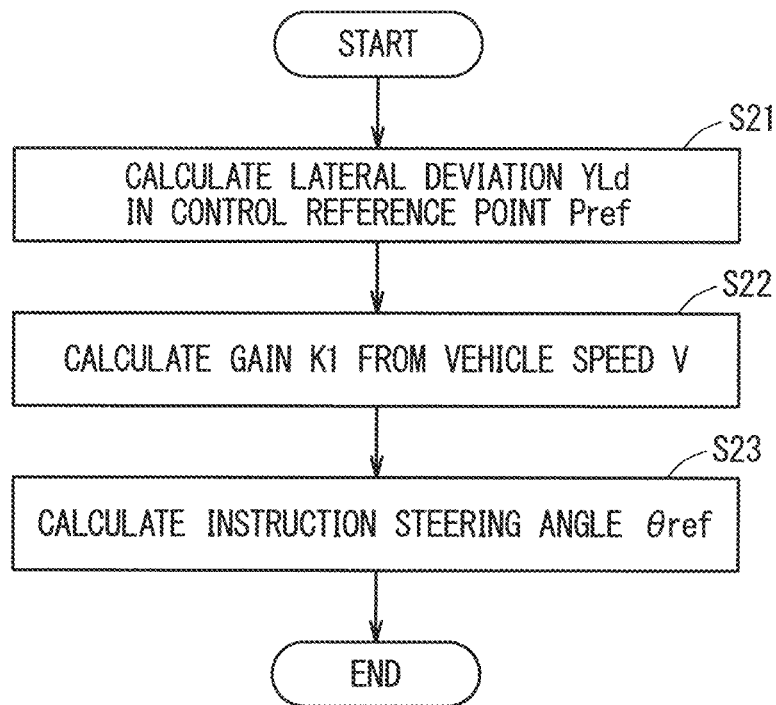 START
S21
CALCULATE LATERAL DEVIATION YLd
IN CONTROL REFERENCE POINT Pref
S22
CALCULATE GAIN K1 FROM VEHICLE SPEED V
S23
CALCULATE INSTRUCTION STEERING ANGLE θref
END